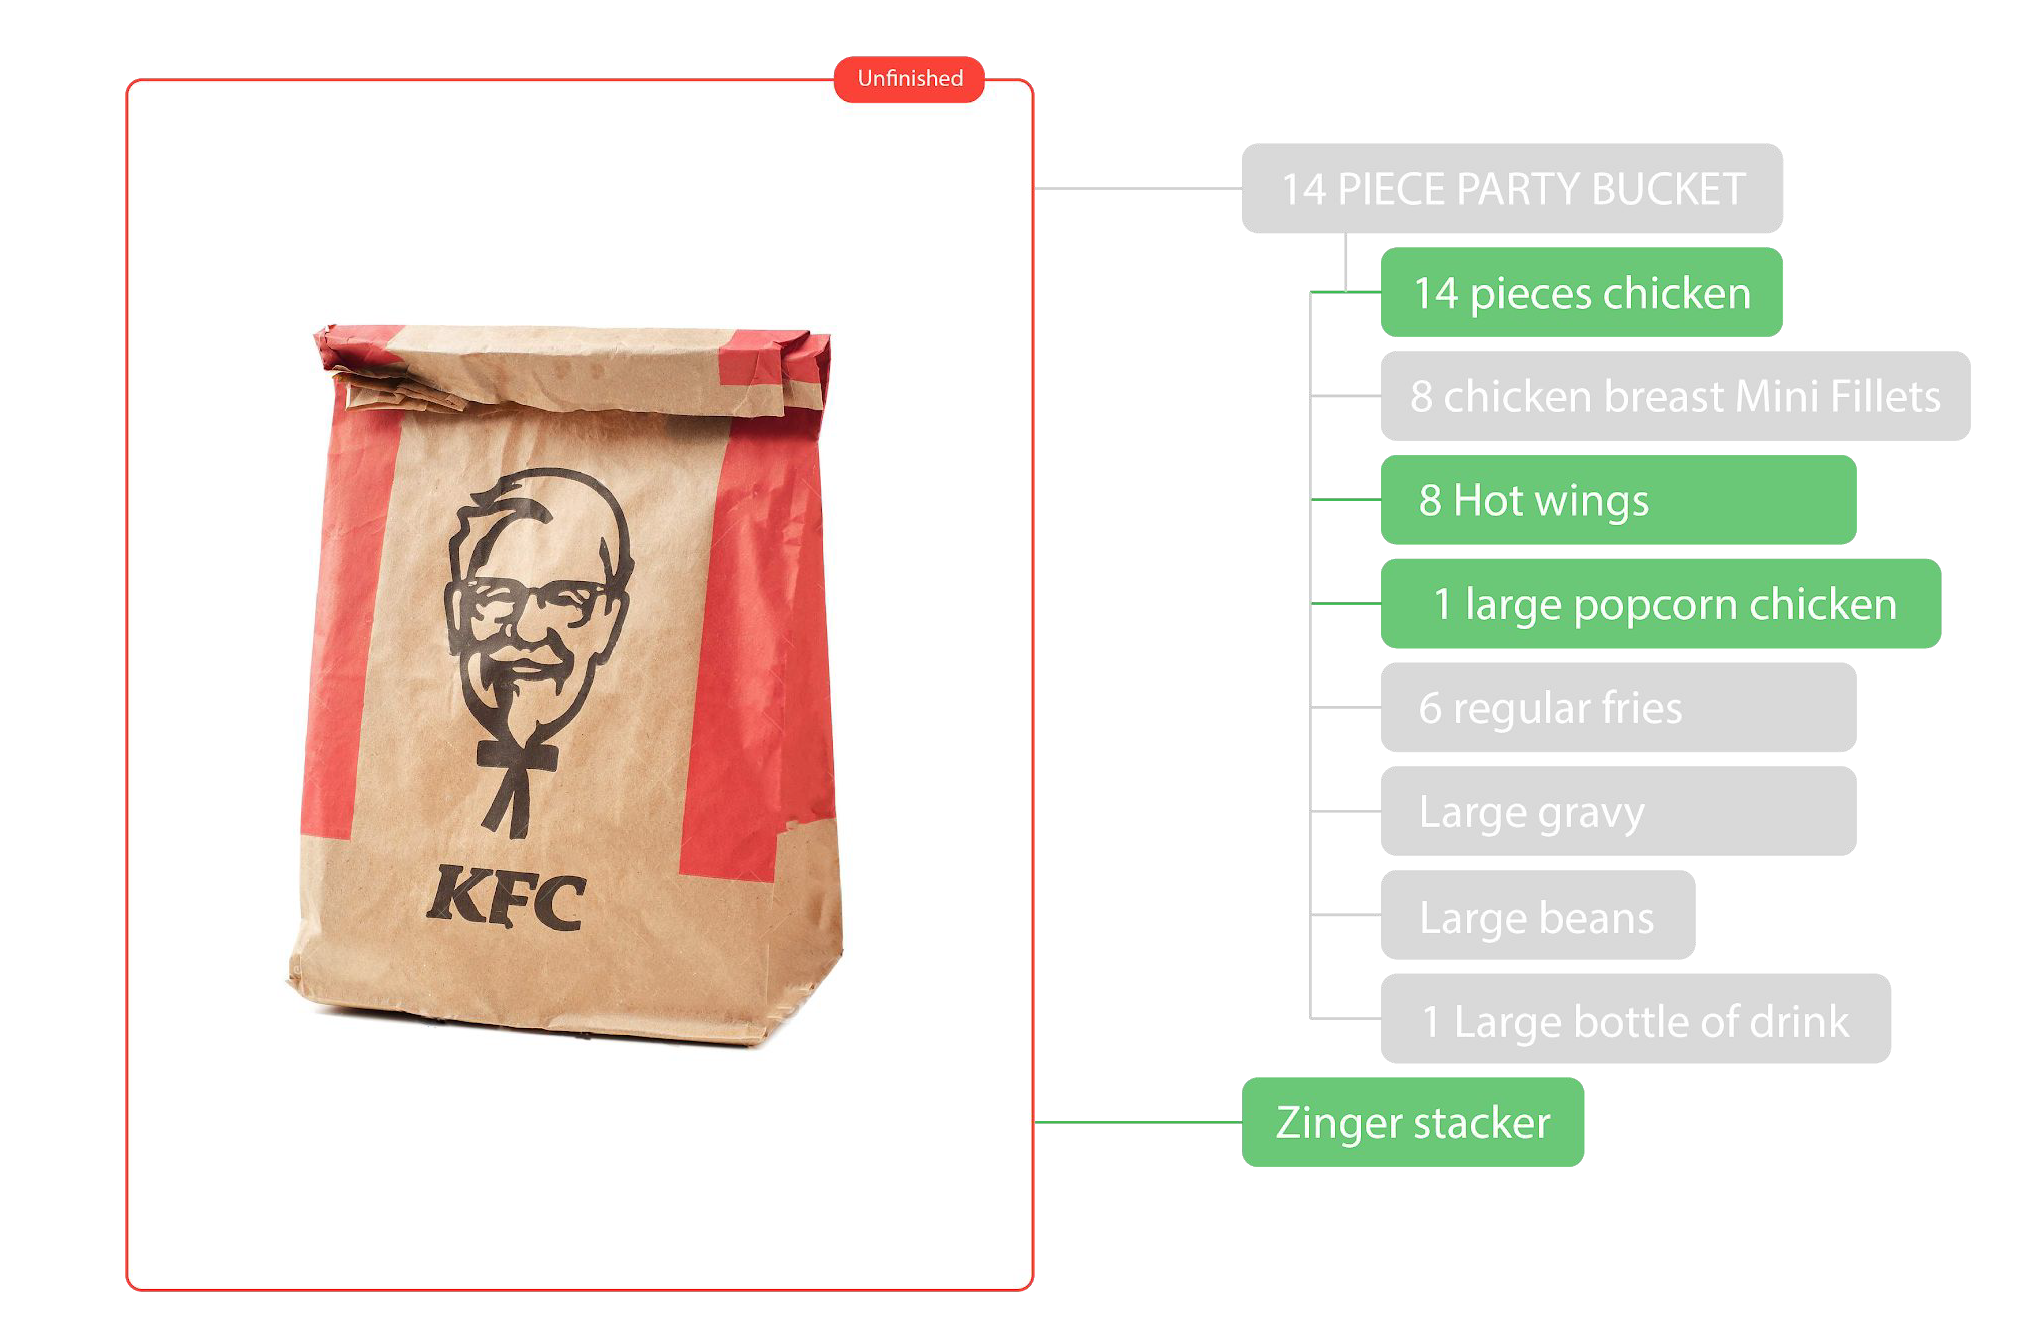 Unfinished
14 PIECE PARTY BUCKET
14 pieces chicken
8 chicken breast Mini Fillets
8 Hot wings
1 large popcorn chicken
6 regular fries
Large gravy
Large beans
1 Large bottle of drink
Zinger stacker
KFC